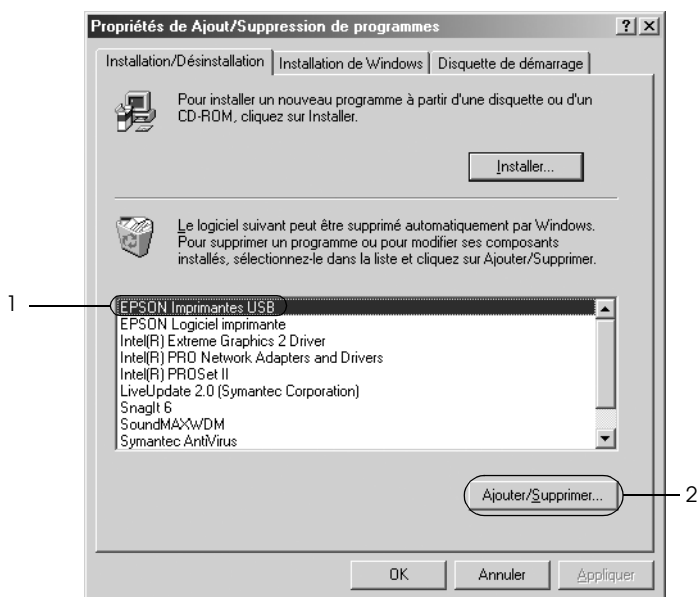 Propriétés de Ajout/Suppression de programmes
Installation/Désinstallation
Installation de Windows
Disquette de démarrage
Pour installer un nouveau programme à partir d'une disquette ou d'un
CD-ROM, cliquez sur Installer.
Installer...
Le logiciel suivant peut être supprimé automatiquement par Windows.
Pour supprimer un programme ou pour modifier ses composants
installés, sélectionnez-le dans la liste et cliquez sur Ajouter/Supprimer.
1
EPSON Imprimantes USB
EPSON Logiciel imprimante
Intel(R) Extreme Graphics 2 Driver
Intel(R) PRO Network Adapters and Drivers
Intel(R) PROSet II
LiveUpdate 2.0 (Symantec Corporation)
SnagIt 6
SoundMAXWDM
Symantec AntiVirus
Ajouter/Supprimer...
2
OK
Annuler
Appliquer